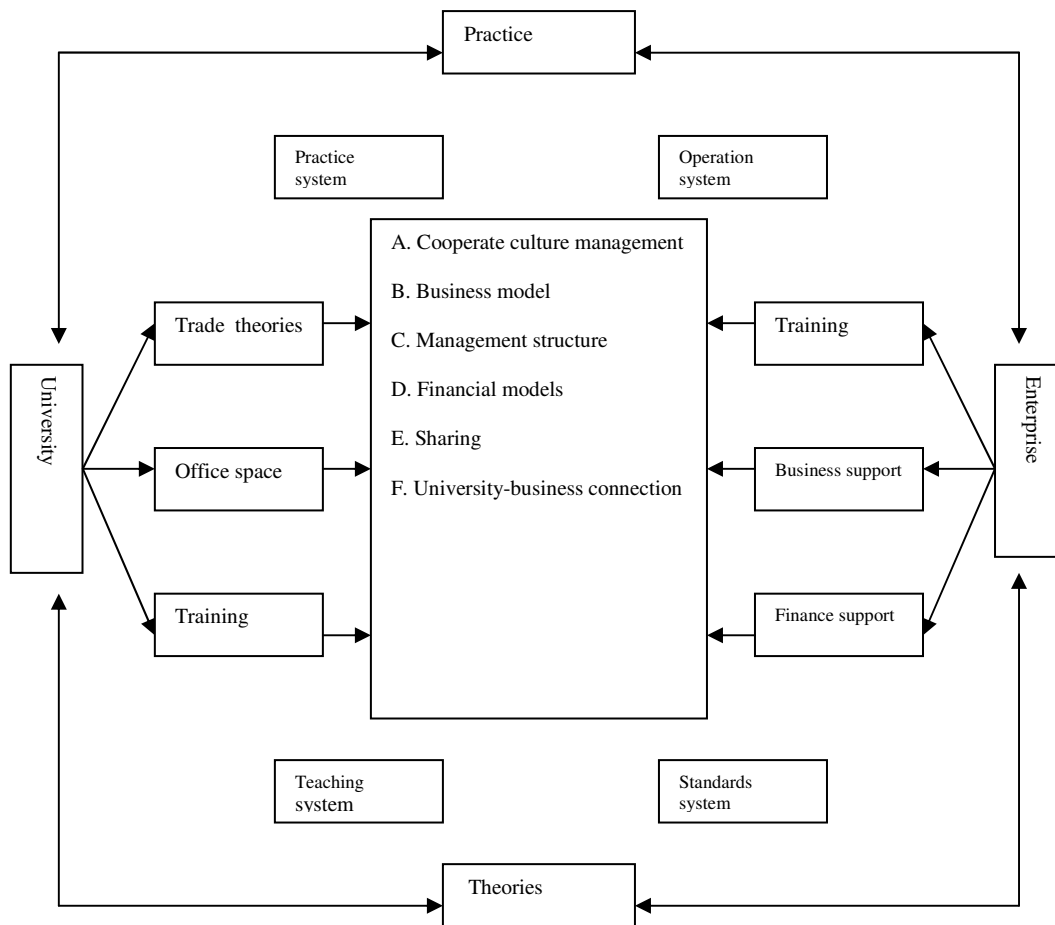 Practice
Practice
system
Operation
system
A. Cooperate culture management
B. Business model
C. Management structure
D. Financial models
E. Sharing
F. University-business connection
Trade theories
Office space
Training
University
Training
Business support
Finance support
Enterprise
Teaching
system
Standards
system
Theories